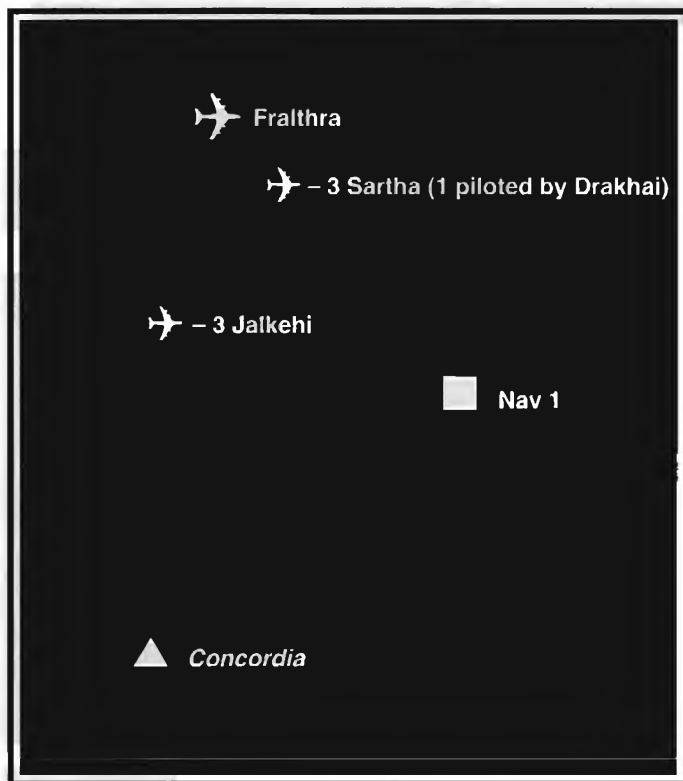 Fralthra
– 3 Sartha (1 piloted by Drakhai)
– 3 Jalkehi
Nav 1
Concordia